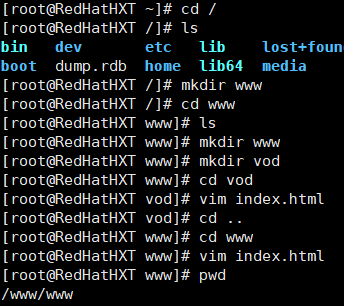 [root@RedHatHXT ~]# cd /
[root@RedHatHXT /]# ls
bin dev etc lib lost+foun
boot dump.rdb home lib64 media
[root@RedHatHXT /]# mkdir www
[root@RedHatHXT /]# cd www
[root@RedHatHXT www]# ls
[root@RedHatHXT www]# mkdir www
[root@RedHatHXT www]# mkdir vod
[root@RedHatHXT www]# cd vod
[root@RedHatHXT vod]# vim index.html
[root@RedHatHXT vod]# cd ..
[root@RedHatHXT www]# cd www
[root@RedHatHXT www]# vim index.html
[root@RedHatHXT www]# pwd
/www/www